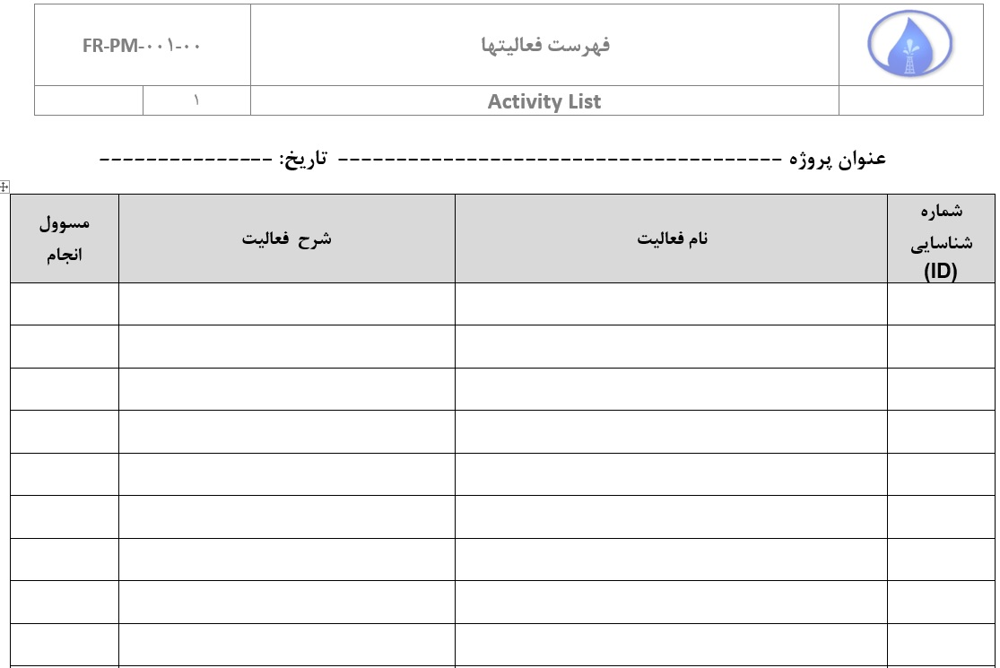 فهرست فعالیتها
FR-PM-۰۰۱-۰۰
Activity List
۱
عنوان پروژه -------------------------------------- تاریخ: ---------------
شماره
شناسایی
(ID)
نام فعالیت
شرح فعالیت
مسوول
انجام